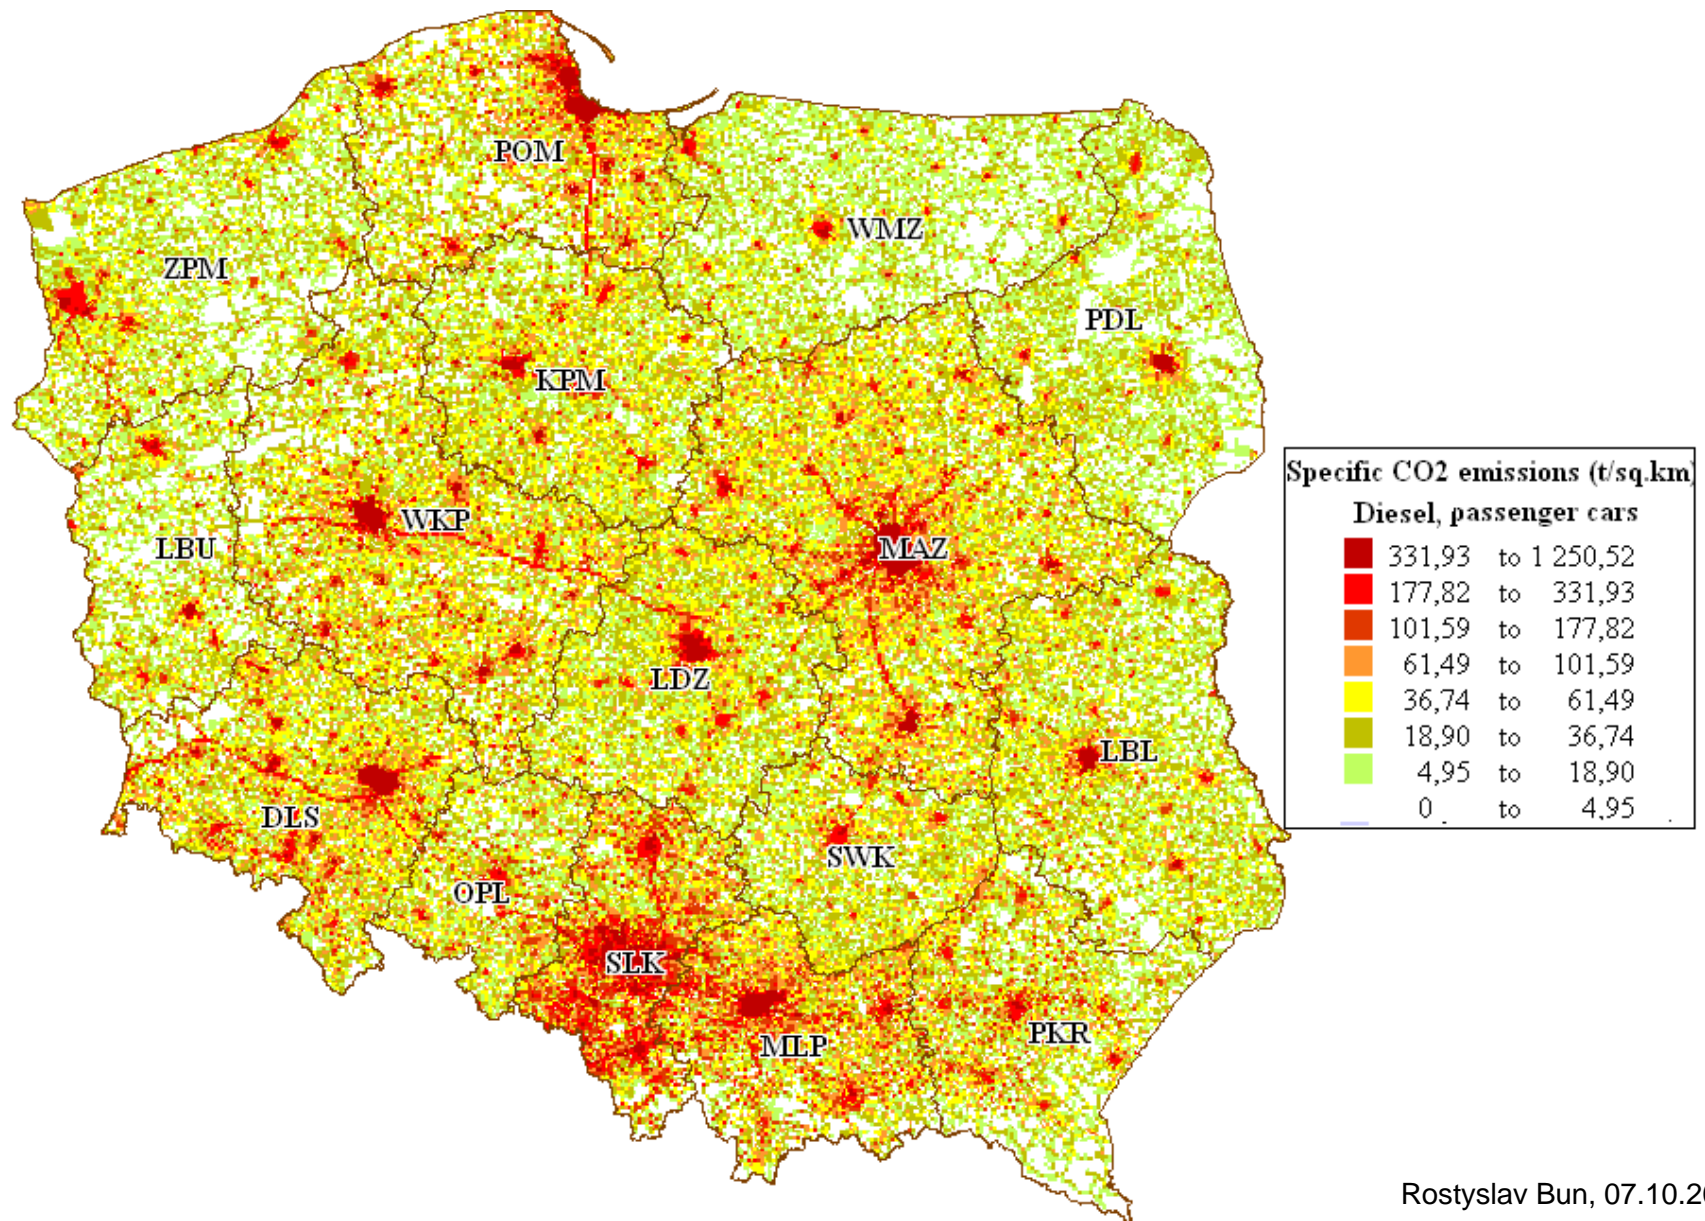 POM
WMZ
ZPM
PDL
KPM
WKP
LBU
MAZ
LDZ
LBL
DLS
SWK
OPL
SLK
MLP
PKR
Specific CO2 emissions (t/sq.km)
Diesel, passenger cars
331,93 to 1 250,52
177,82 to 331,93
101,59 to 177,82
61,49 to 101,59
36,74 to 61,49
18,90 to 36,74
4,95 to 18,90
0 to 4,95
Rostyslav Bun, 07.10.20